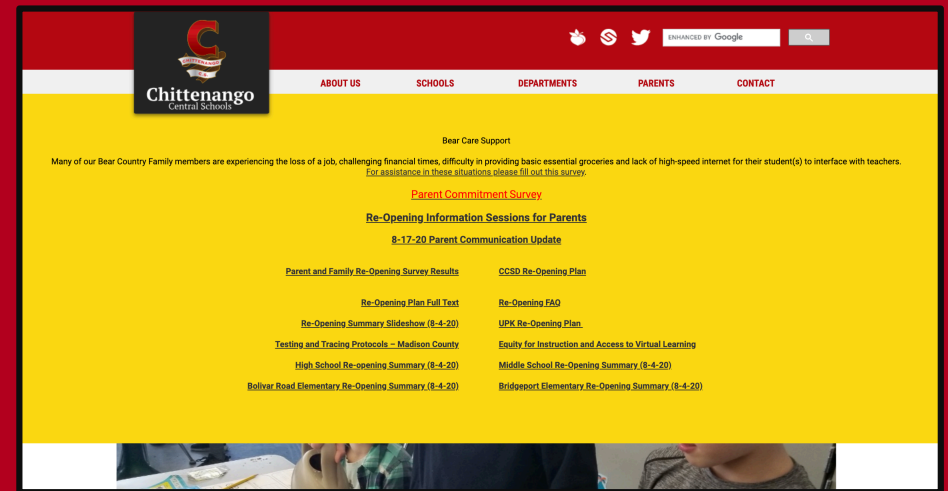 ENHANCED BY Google
CHITTENANGO
C.S.
Chittenango
Central Schools
ABOUT US
SCHOOLS
DEPARTMENTS
PARENTS
CONTACT
Bear Care Support
Many of our Bear Country Family members are experiencing the loss of a job, challenging financial times, difficulty in providing basic essential groceries and lack of high-speed internet for their student(s) to interface with teachers.
For assistance in these situations please fill out this survey.
Parent Commitment Survey
Re-Opening Information Sessions for Parents
8-17-20 Parent Communication Update
Parent and Family Re-Opening Survey Results
CCSD Re-Opening Plan
Re-Opening Plan Full Text
Re-Opening FAQ
Re-Opening Summary Slideshow (8-4-20)
UPK Re-Opening Plan
Testing and Tracing Protocols – Madison County
Equity for Instruction and Access to Virtual Learning
High School Re-opening Summary (8-4-20)
Middle School Re-Opening Summary (8-4-20)
Bolivar Road Elementary Re-Opening Summary (8-4-20)
Bridgeport Elementary Re-Opening Summary (8-4-20)